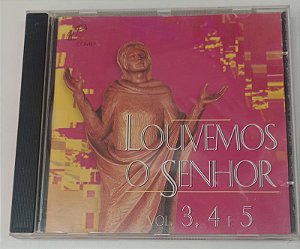 LOUVEMOS
O SENHOR
VOL. 3, 4 E 5